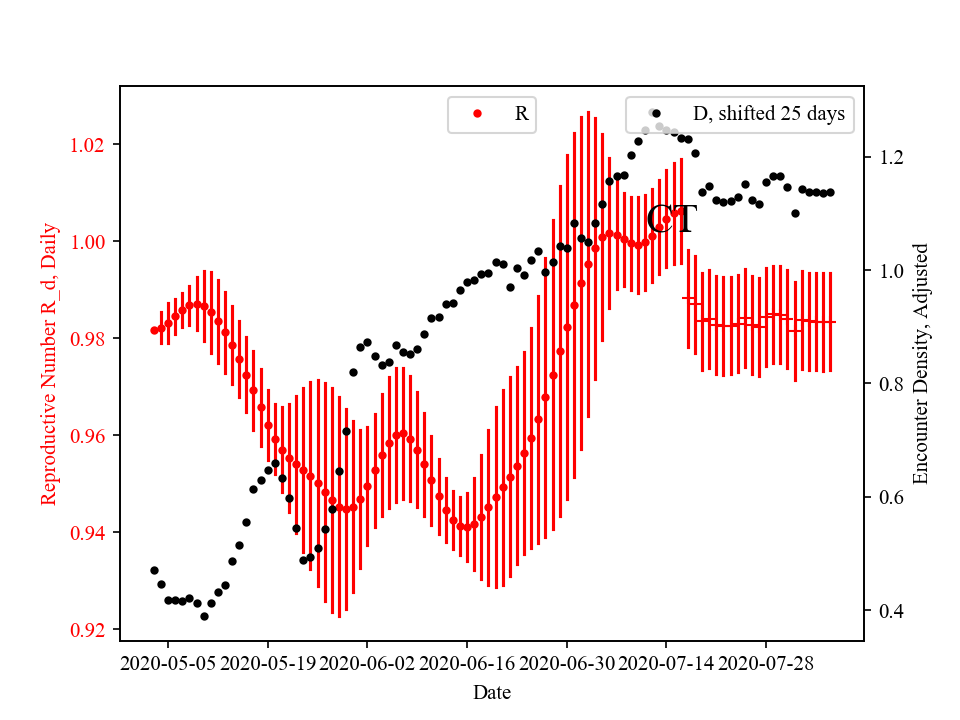 R
D, shifted 25 days
CT
1.02
1.00
0.98
0.96
0.94
0.92
Reproductive Number R_d, Daily
1.2
1.0
0.8
0.6
0.4
Encounter Density, Adjusted
2020-05-05 2020-05-19 2020-06-02 2020-06-16 2020-06-30 2020-07-14 2020-07-28
Date